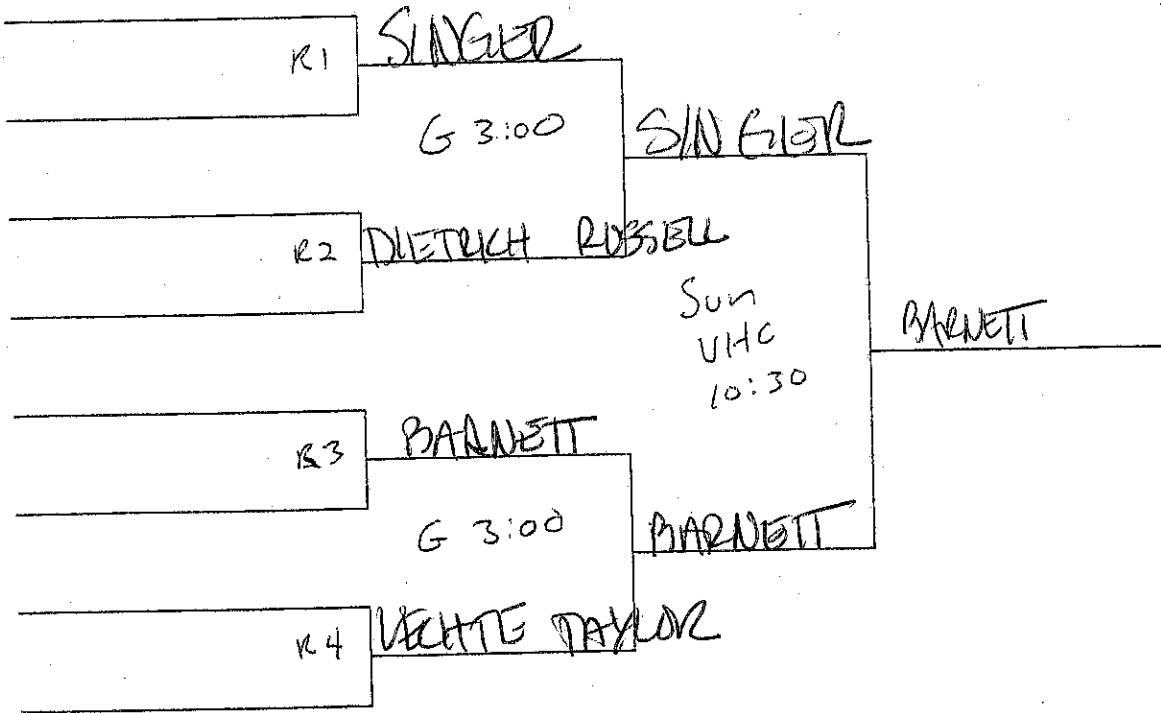 R1 SINGER
G 3:00
SINGER
R2 DIETRICH RUSSELL
Sun
VHC
10:30
BARNETT
R3 BARNETT
G 3:00
BARNETT
R4 VECHTE TAYLOR